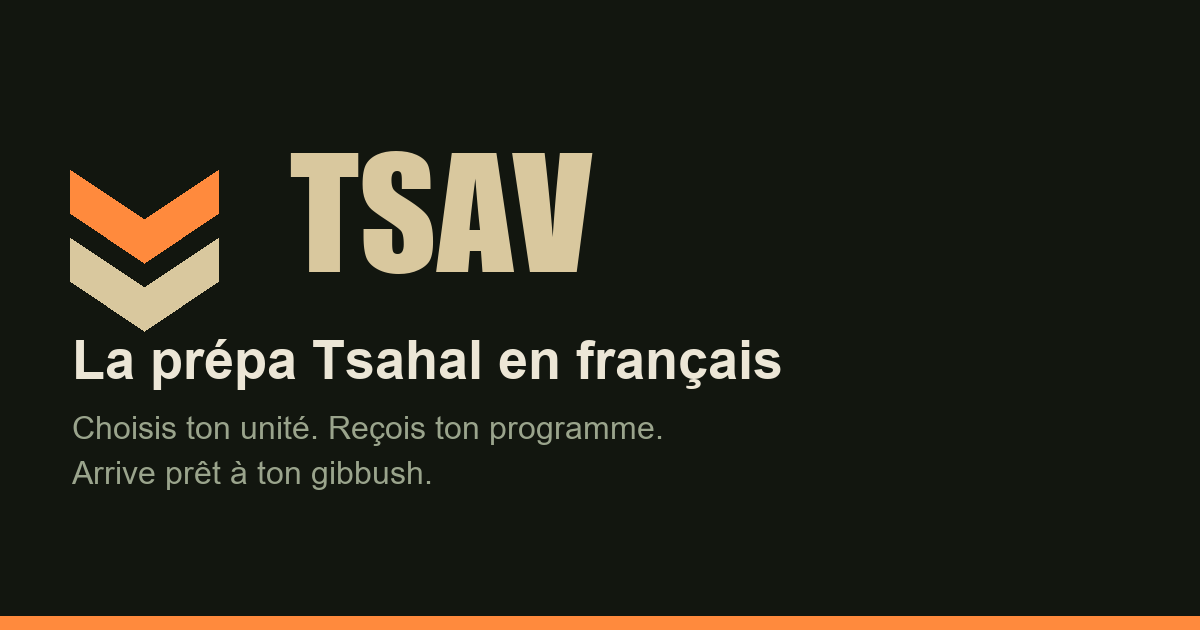 TSAV
La prépa Tsahal en français
Choisis ton unité. Reçois ton programme.
Arrive prêt à ton gibbush.